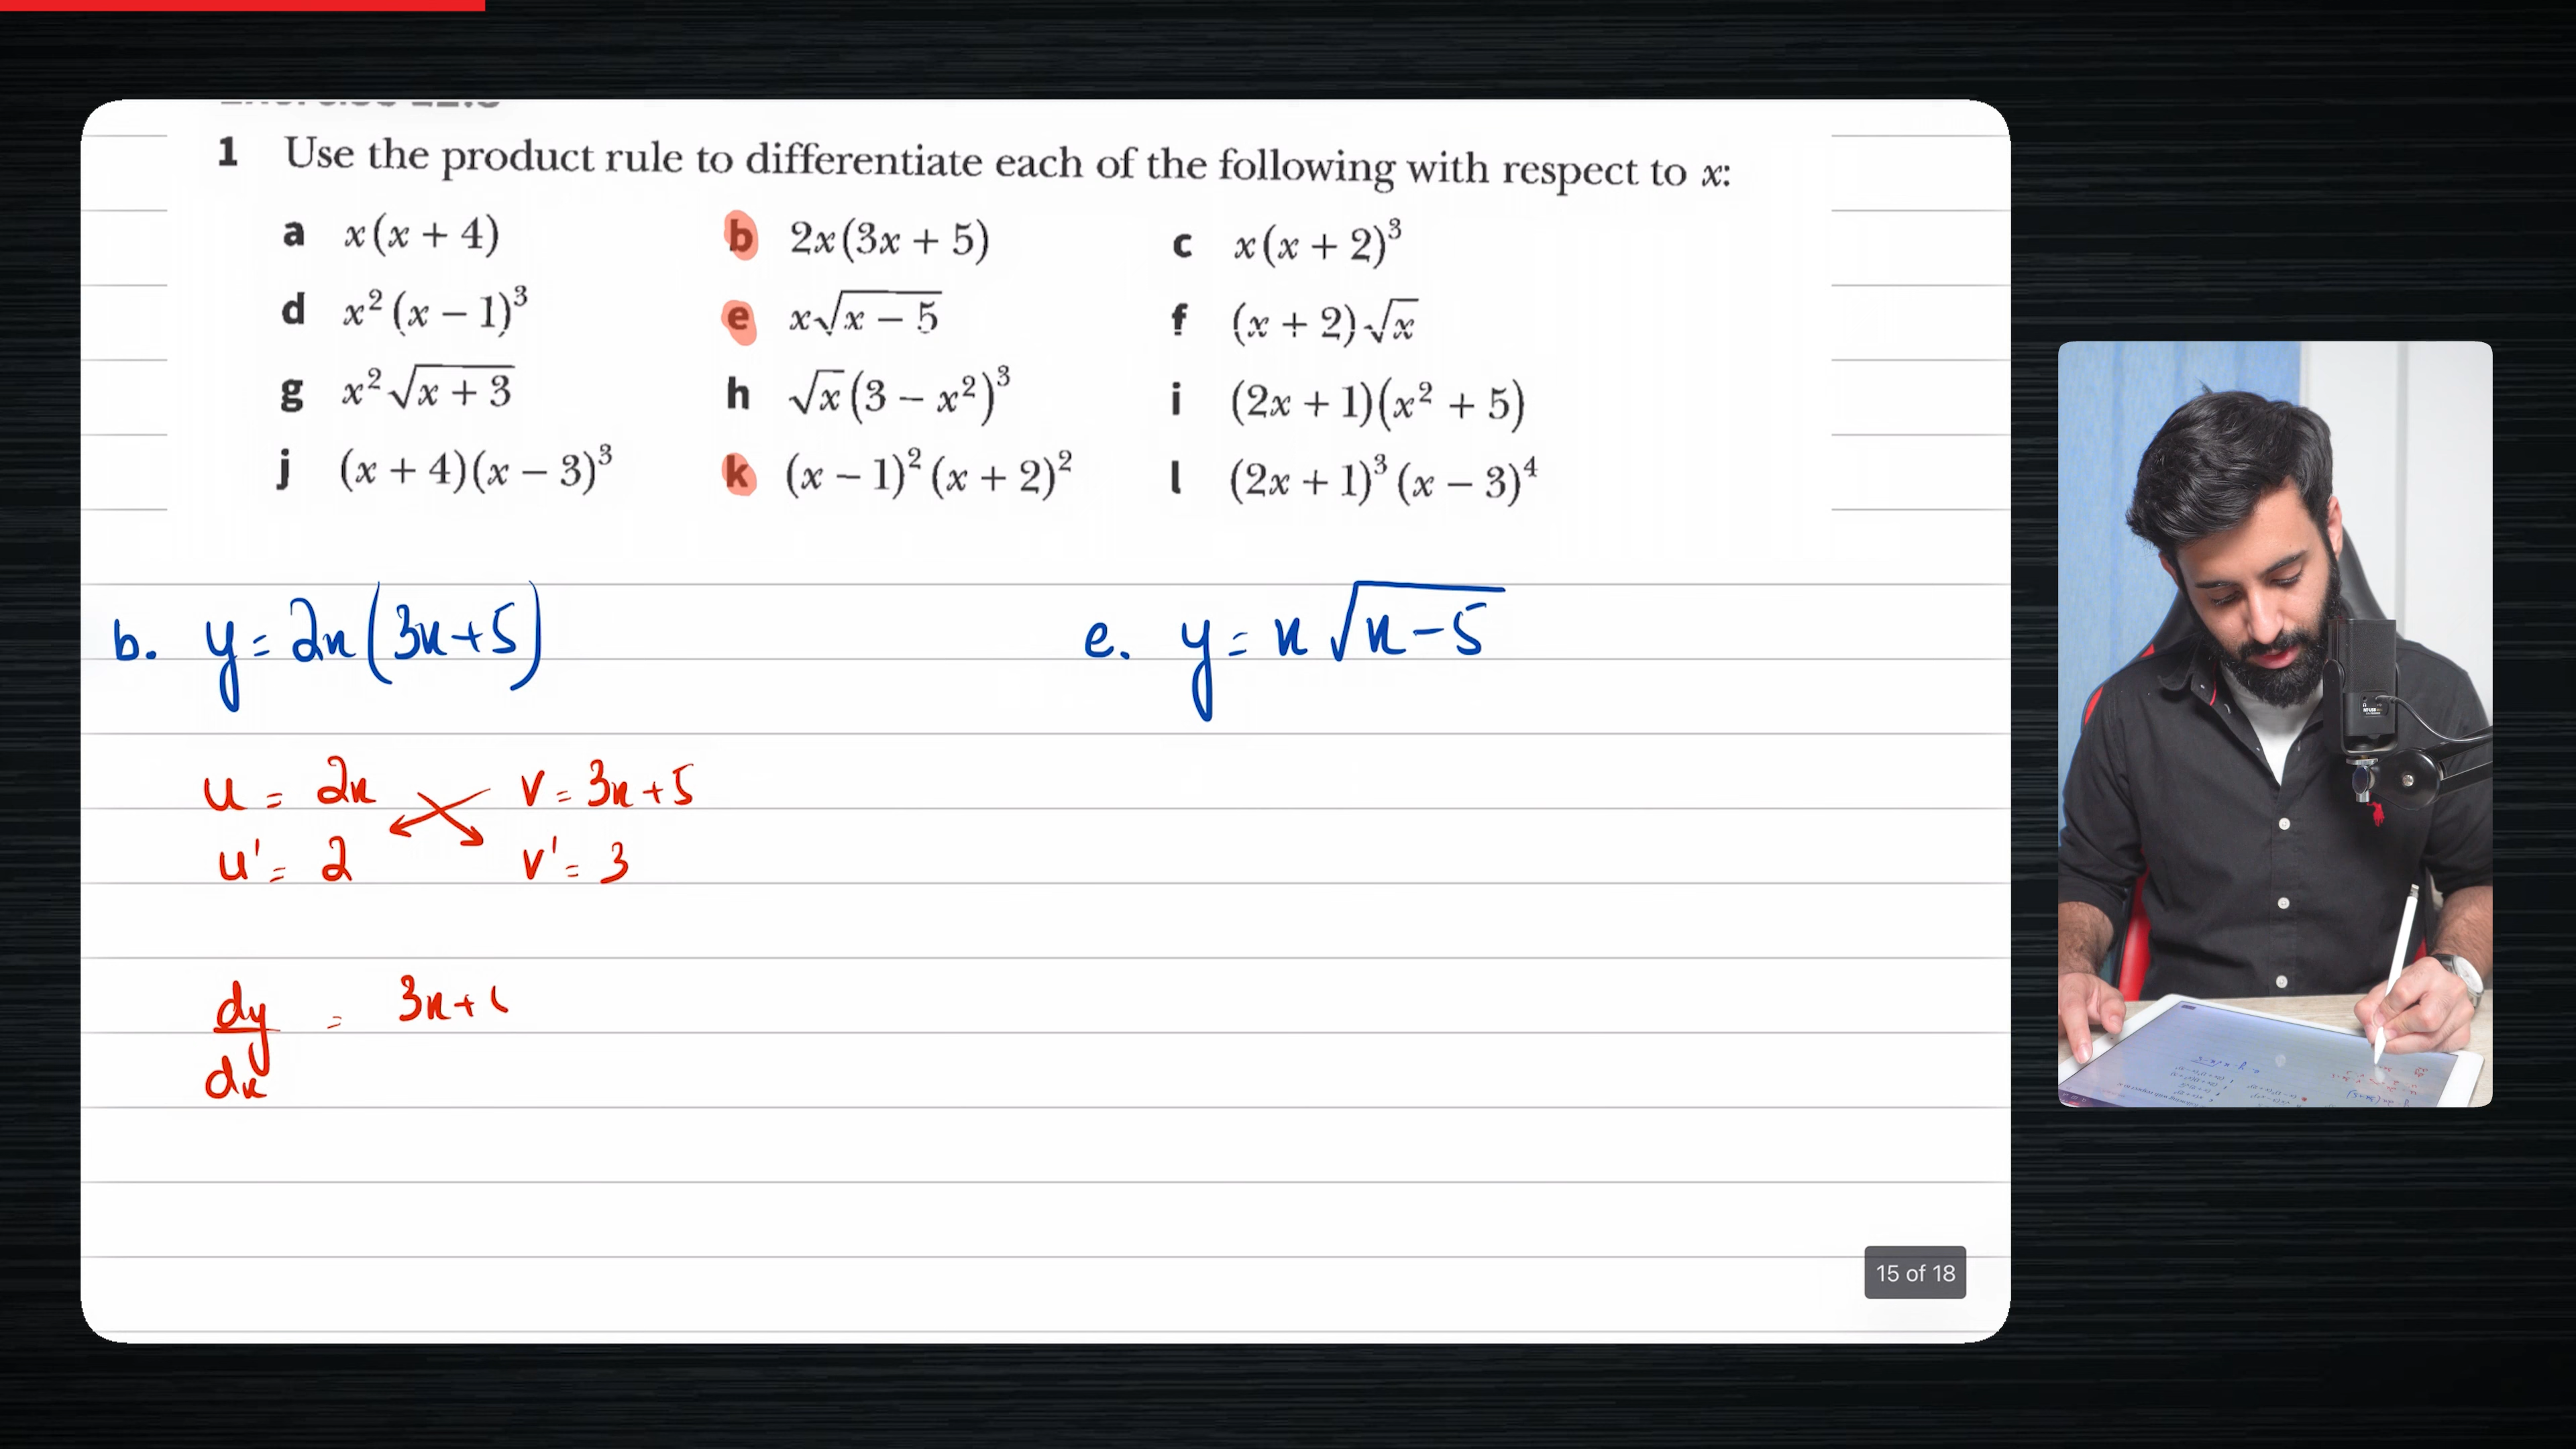 1 Use the product rule to differentiate each of the following with respect to x:
a x(x + 4) b 2x(3x + 5) c x(x + 2)³
d x²(x − 1)³ e x√(x − 5) f (x + 2)√x
g x²√(x + 3) h √x(3 − x²)³ i (2x + 1)(x² + 5)
j (x + 4)(x − 3)³ k (x − 1)²(x + 2)² l (2x + 1)³(x − 3)⁴
b. y = 2x(3x+5) e. y = x√(x−5)
u = 2x v = 3x+5
u' = 2 v' = 3
dy/dx = 3x+
15 of 18